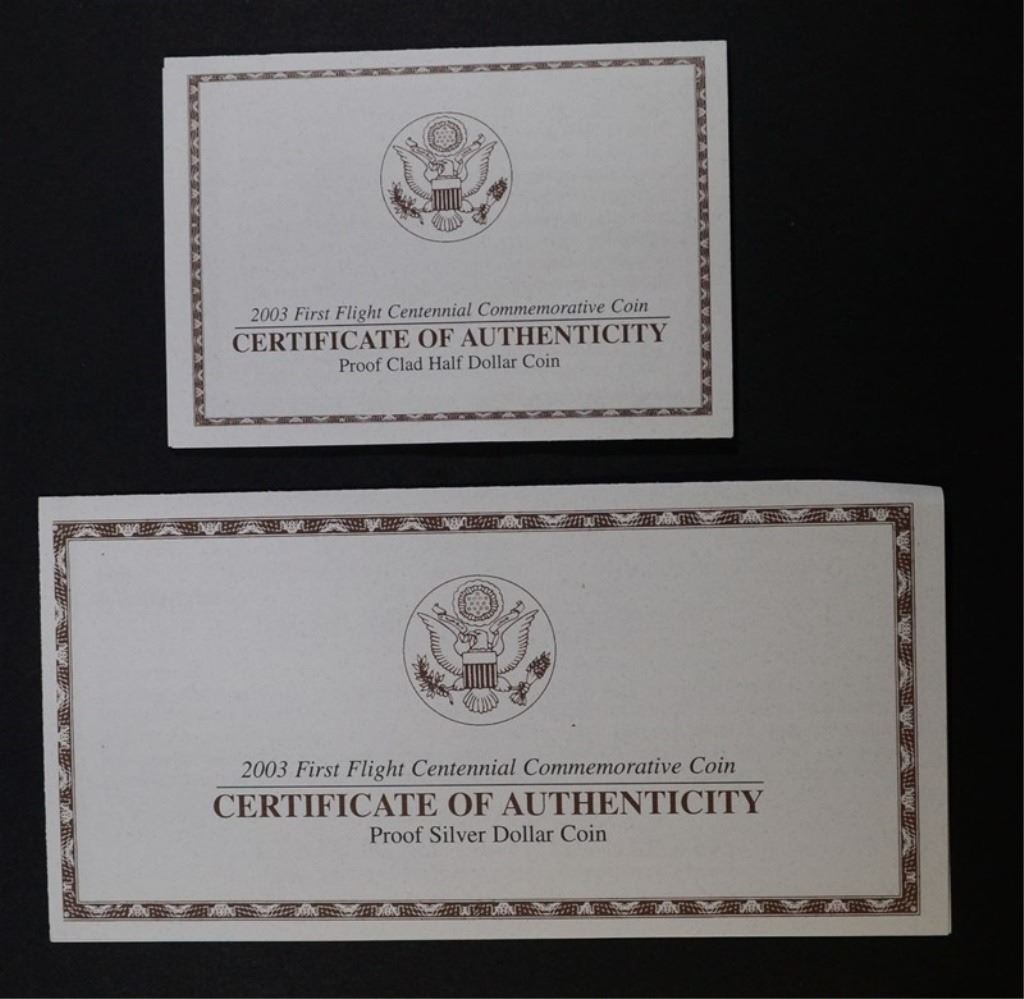 2003 First Flight Centennial Commemorative Coin
CERTIFICATE OF AUTHENTICITY
Proof Clad Half Dollar Coin
2003 First Flight Centennial Commemorative Coin
CERTIFICATE OF AUTHENTICITY
Proof Silver Dollar Coin